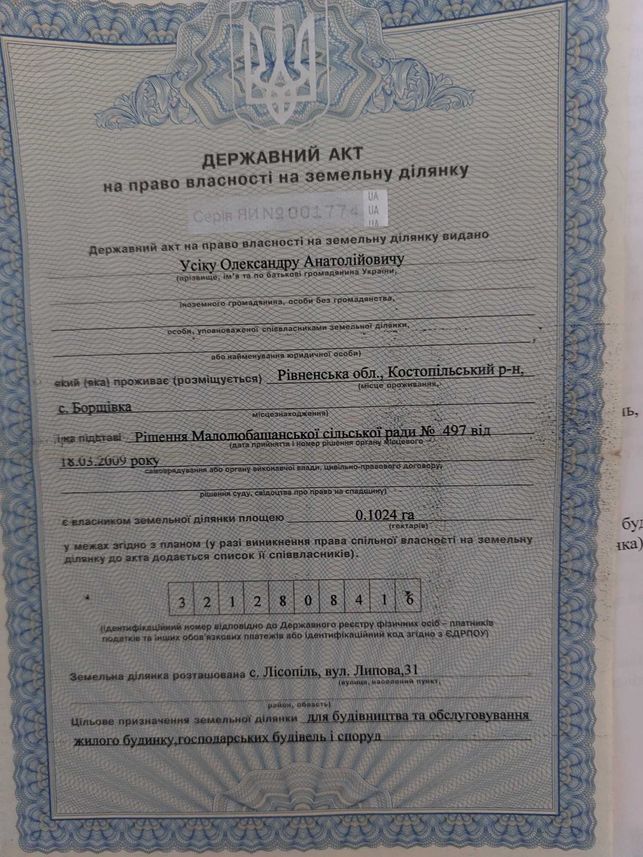 ДЕРЖАВНИЙ АКТ
на право власності на земельну ділянку
Серія ЯИ №001774
UA
UA
UA
Державний акт на право власності на земельну ділянку видано
Усіку Олександру Анатолійовичу
(прізвище, ім'я та по батькові громадянина України,
іноземного громадянина, особи без громадянства,
особи, уповноваженої співвласниками земельної ділянки,
або найменування юридичної особи)
який (яка) проживає (розміщується) Рівненська обл., Костопільський р-н,
(місце проживання,
с. Борщівка
місцезнаходження)
на підставі Рішення Малолюбашанської сільської ради № 497 від
(дата прийняття і номер рішення органу місцевого
18.03.2009 року
самоврядування або органу виконавчої влади, цивільно-правового договору,
рішення суду, свідоцтва про право на спадщину)
є власником земельної ділянки площею 0.1024 га
(гектарів)
у межах згідно з планом (у разі виникнення права спільної власності на земельну
ділянку до акта додається список її співвласників).
3 2 1 2 8 0 8 4 1 6
(ідентифікаційний номер відповідно до Державного реєстру фізичних осіб – платників
податків та інших обов'язкових платежів або ідентифікаційний код згідно з ЄДРПОУ)
Земельна ділянка розташована с. Лісопіль, вул. Липова,31
(вулиця, населений пункт,
район, область)
Цільове призначення земельної ділянки для будівництва та обслуговування
жилого будинку,господарських будівель і споруд